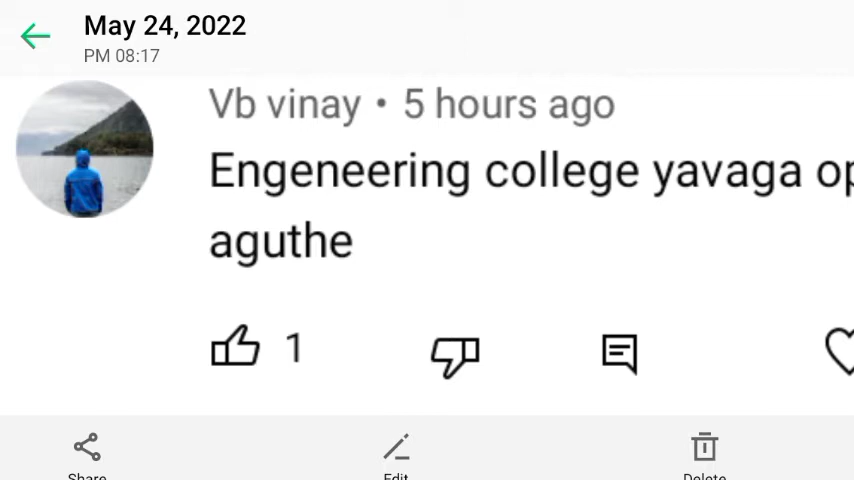 May 24, 2022
PM 08:17
Vb vinay • 5 hours ago
Engeneering college yavaga
aguthe
1
Share
Edit
Delete